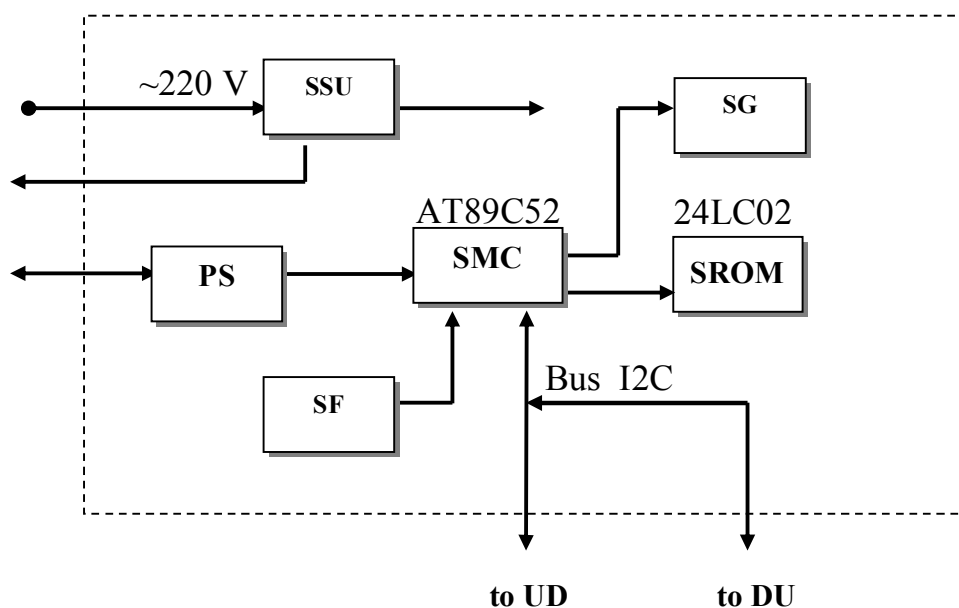 ~220 V
SSU
SG
AT89C52
24LC02
PS
SMC
SROM
SF
Bus I2C
to UD
to DU